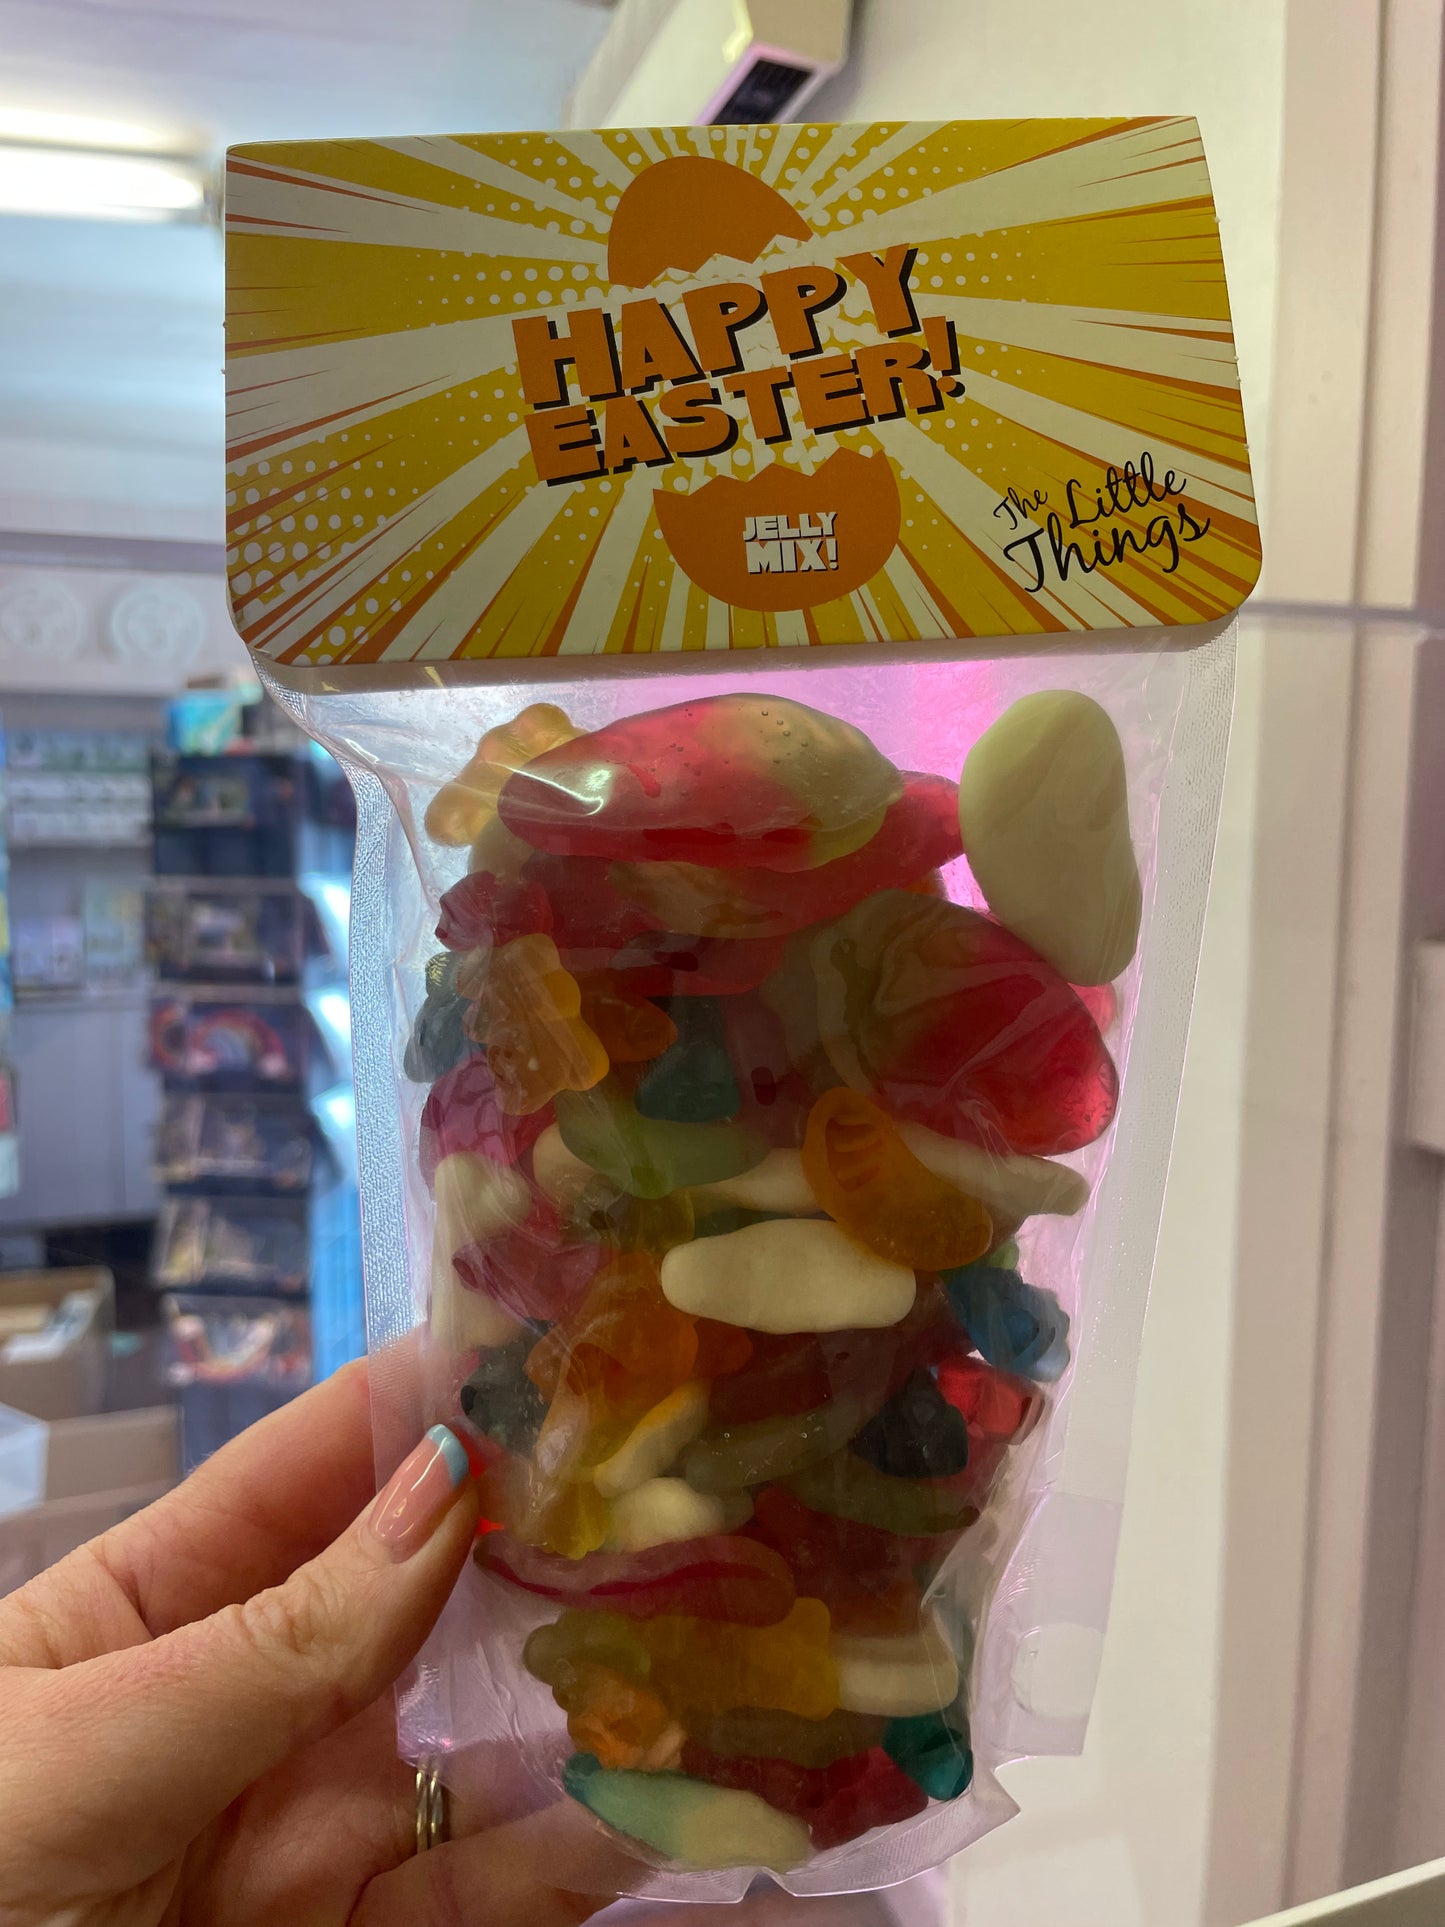 HAPPY
EASTER!
JELLY
MIX!
The Little
Things